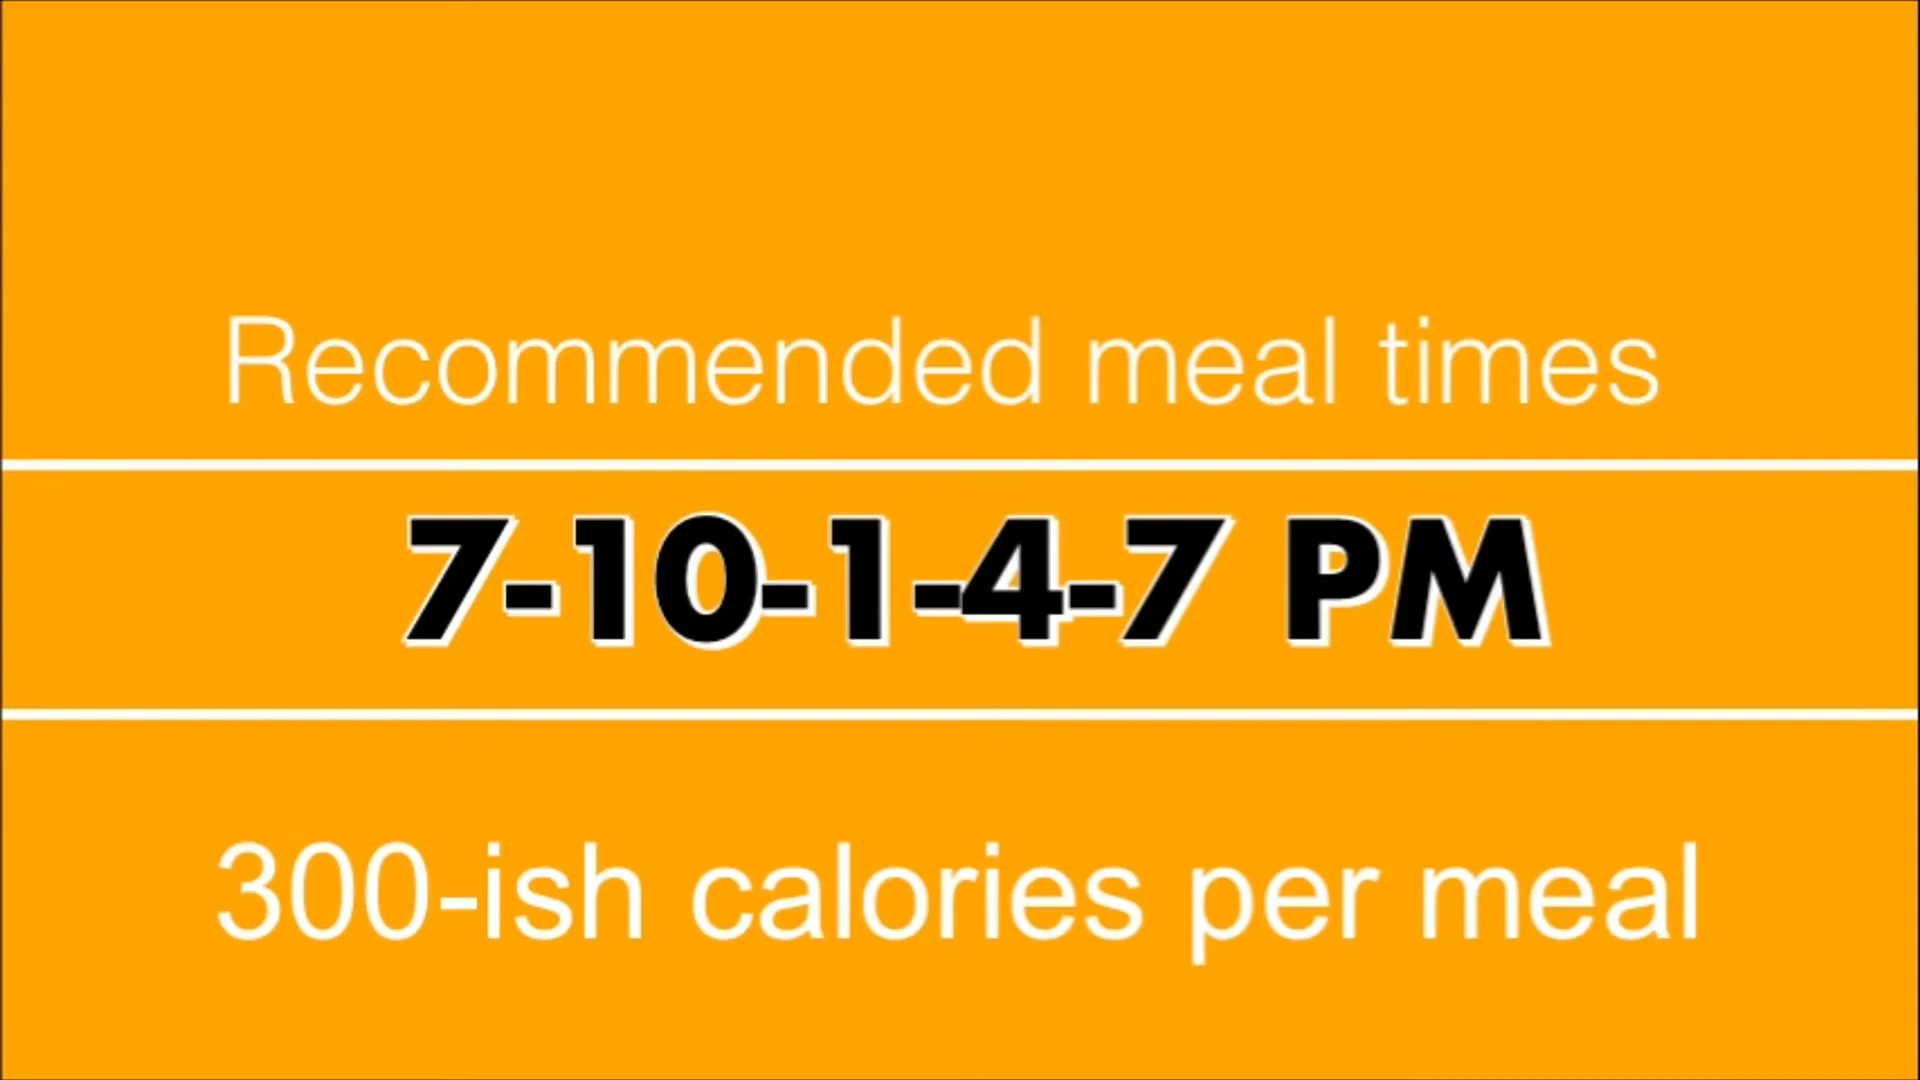 Recommended meal times
7-10-1-4-7 PM
300-ish calories per meal